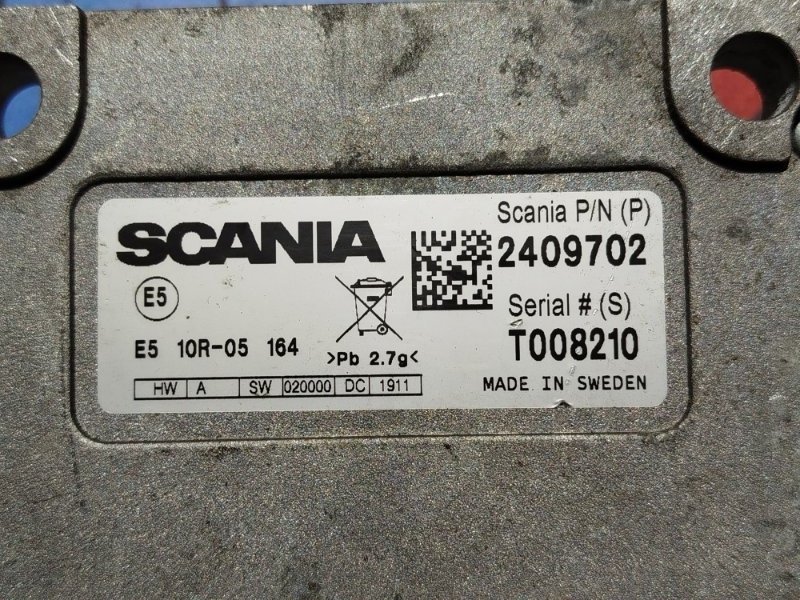 SCANIA
Scania P/N (P)
2409702
E5
Serial # (S)
T008210
E5 10R-05 164
>Pb 2.7g<
HW A SW 020000 DC 1911
MADE IN SWEDEN